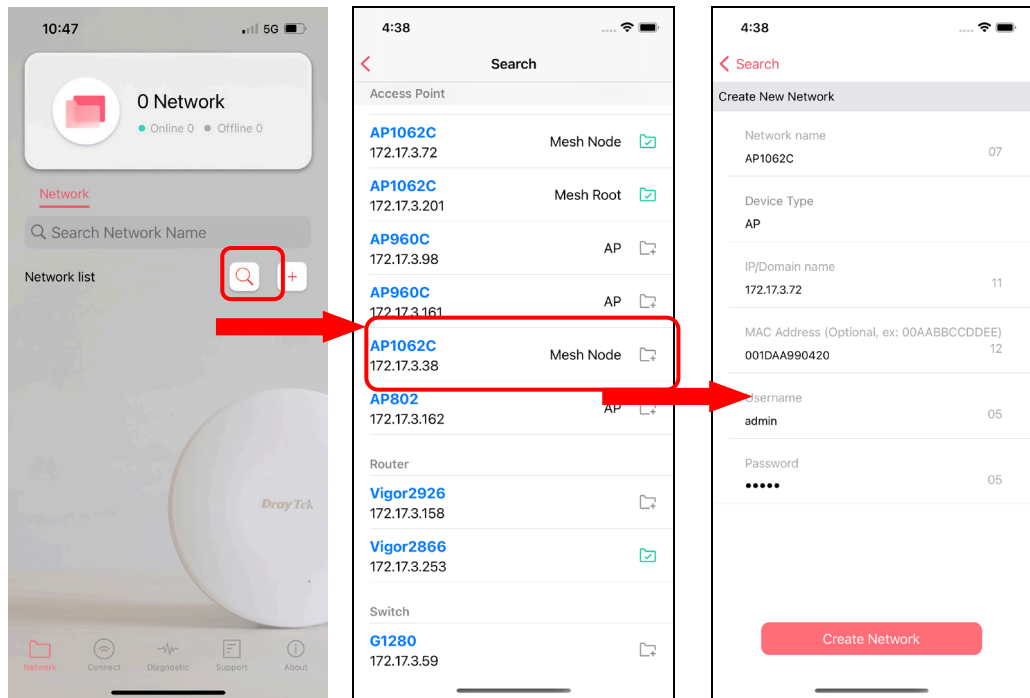 10:47
5G
0 Network
Online 0 Offline 0
Network
Search Network Name
Network list
+
DrayTek
Network Connect Diagnostic Support About
4:38
Search
Access Point
AP1062C
172.17.3.72
Mesh Node
AP1062C
172.17.3.201
Mesh Root
AP960C
172.17.3.98
AP
AP960C
172.17.3.161
AP
AP1062C
172.17.3.38
Mesh Node
AP802
172.17.3.162
AP
Router
Vigor2926
172.17.3.158
Vigor2866
172.17.3.253
Switch
G1280
172.17.3.59
4:38
Search
Create New Network
Network name
AP1062C
07
Device Type
AP
IP/Domain name
172.17.3.72
11
MAC Address (Optional, ex: 00AABBCCDDEE)
001DAA990420
12
Username
admin
05
Password
•••••
05
Create Network